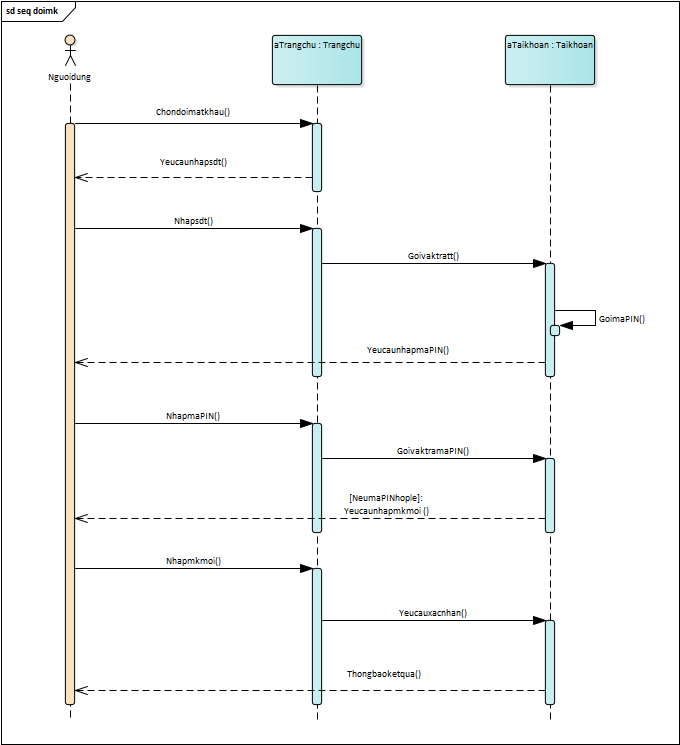 sd seq doimk
aTrangchu : Trangchu
aTaikhoan : Taikhoan
Nguoidung
Chondoimatkhau()
Yeucaunhapsdt()
Nhapsdt()
Goivaktratt()
GoimaPIN()
YeucaunhapmaPIN()
NhapmaPIN()
GoivaktramaPIN()
[NeumaPINhople]:
Yeucaunhapmkmoi ()
Nhapmkmoi()
Yeucauxacnhan()
Thongbaoketqua()